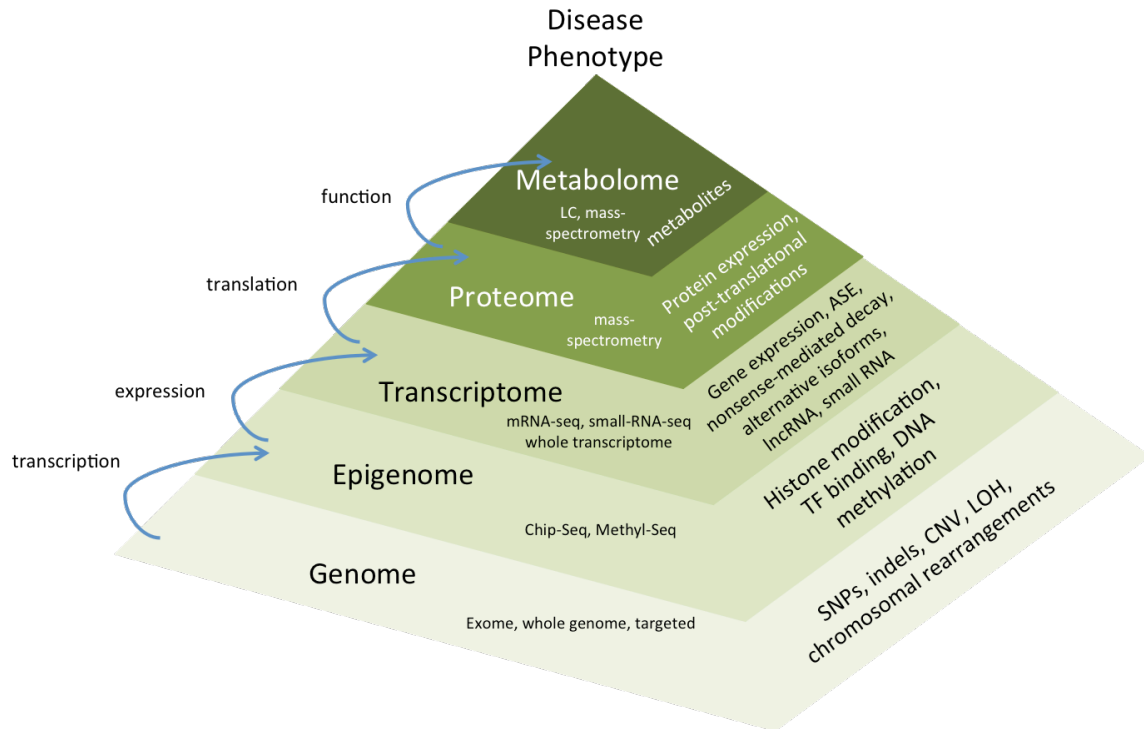 Disease
Phenotype
function
Metabolome
LC, mass-
spectrometry
metabolites
translation
Proteome
mass-
spectrometry
Protein expression,
post-translational
modifications
expression
Transcriptome
mRNA-seq, small-RNA-seq
whole transcriptome
Gene expression, ASE,
nonsense-mediated decay,
alternative isoforms,
lncRNA, small RNA
transcription
Epigenome
Chip-Seq, Methyl-Seq
Histone modification,
TF binding, DNA
methylation
Genome
Exome, whole genome, targeted
SNPs, indels, CNV, LOH,
chromosomal rearrangements